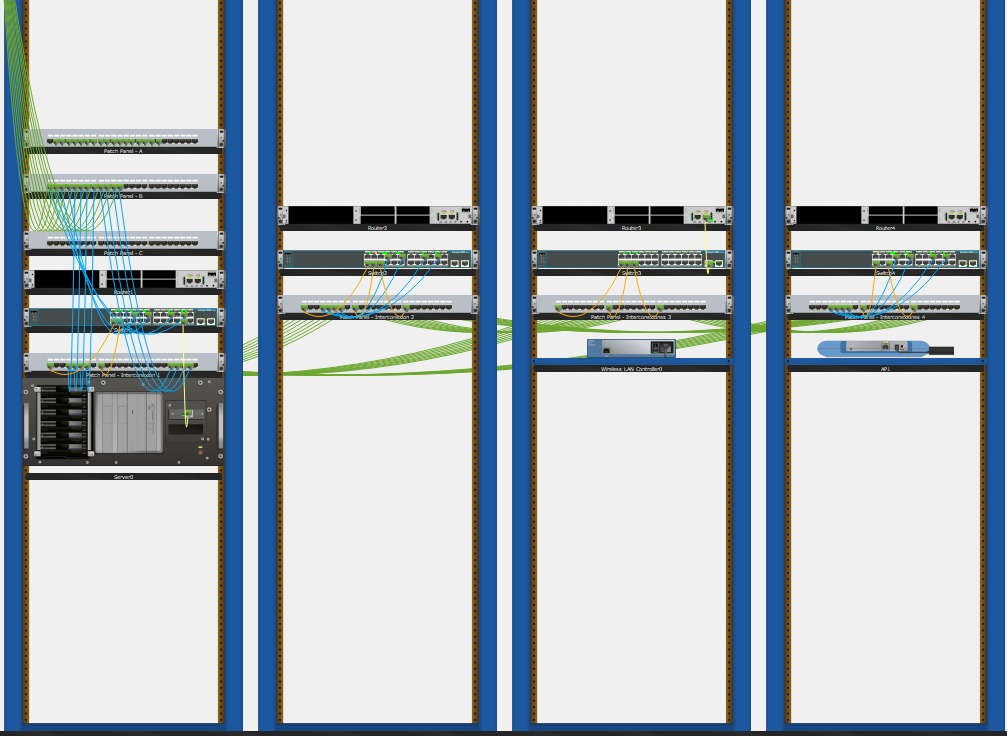 Patch Panel - A
Patch Panel - B
Patch Panel - C
Router1
Patch Panel - Interconexion 1
Server0
Router2
Switch2
Patch Panel - Interconexion 2
Router3
Switch3
Patch Panel - Interconexiones 3
Wireless LAN Controller0
Router4
Switch4
Patch Panel - Interconexiones 4
AP1